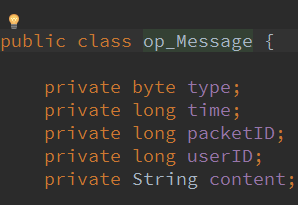 public class op_Message {
private byte type;
private long time;
private long packetID;
private long userID;
private String content;